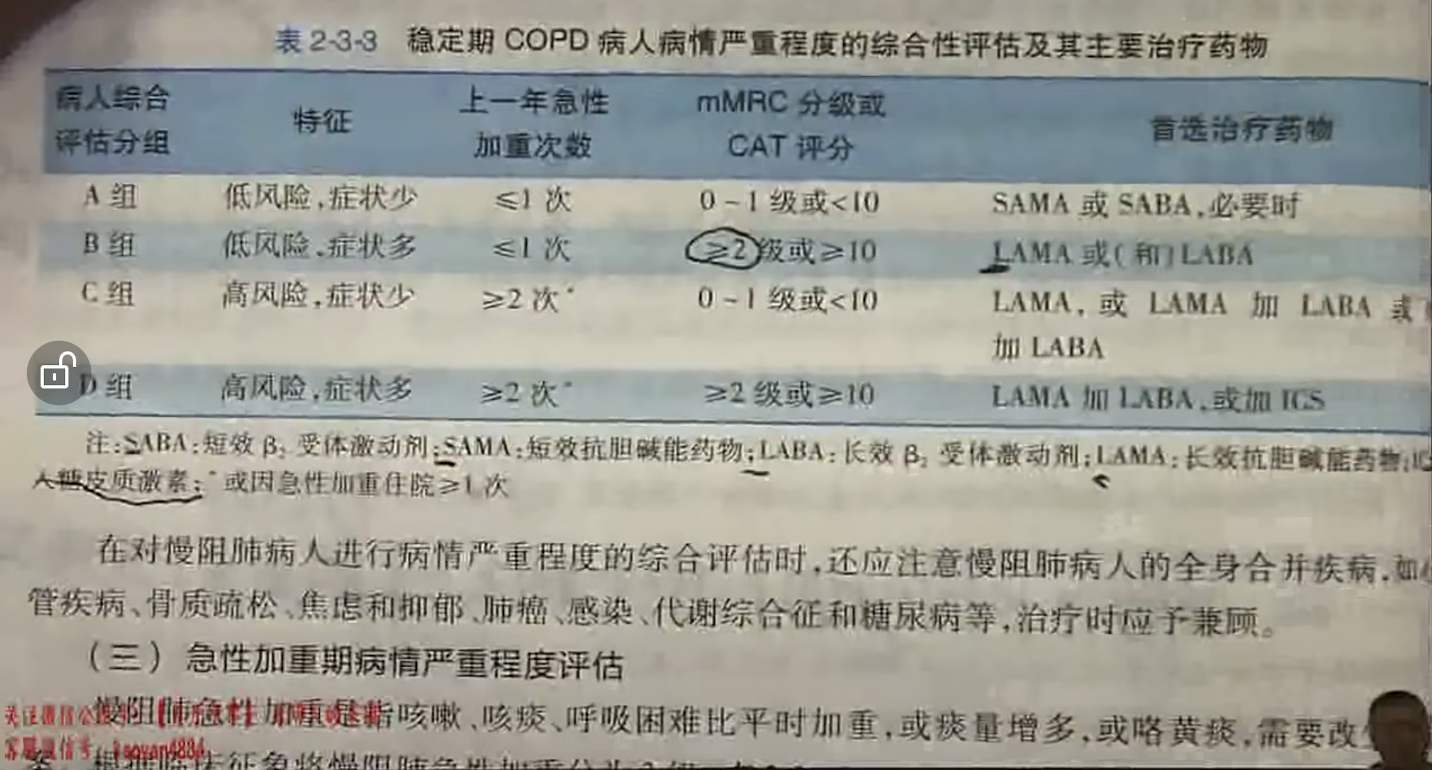 表 2-3-3 稳定期 COPD 病人病情严重程度的综合性评估及其主要治疗药物
病人综合评估分组 特征 上一年急性加重次数 mMRC 分级或 CAT 评分 首选治疗药物
A 组 低风险,症状少 ≤1 次 0~1 级或<10 SAMA 或 SABA,必要时
B 组 低风险,症状多 ≤1 次 ≥2 级或≥10 LAMA 或(和)LABA
C 组 高风险,症状少 ≥2 次* 0~1 级或<10 LAMA, 或 LAMA 加 LABA 或
加 LABA
D 组 高风险,症状多 ≥2 次* ≥2 级或≥10 LAMA 加 LABA,或加 ICS
注:SABA:短效 β₂ 受体激动剂;SAMA:短效抗胆碱能药物;LABA:长效 β₂ 受体激动剂;LAMA:长效抗胆碱能药物;
糖皮质激素;* 或因急性加重住院≥1 次
在对慢阻肺病人进行病情严重程度的综合评估时,还应注意慢阻肺病人的全身合并疾病,如
管疾病、骨质疏松、焦虑和抑郁、肺癌、感染、代谢综合征和糖尿病等,治疗时应予兼顾。
(三) 急性加重期病情严重程度评估
慢阻肺急性加重是指咳嗽、咳痰、呼吸困难比平时加重,或痰量增多,或咯黄痰,需要改
关注微信公
客服微信号